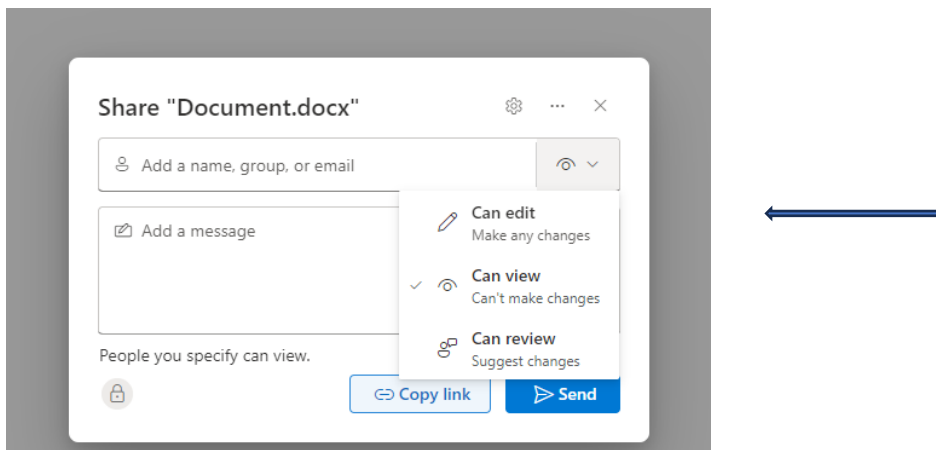 Share "Document.docx"
Add a name, group, or email
Can edit
Make any changes
Add a message
Can view
Can't make changes
Can review
Suggest changes
People you specify can view.
Copy link
Send